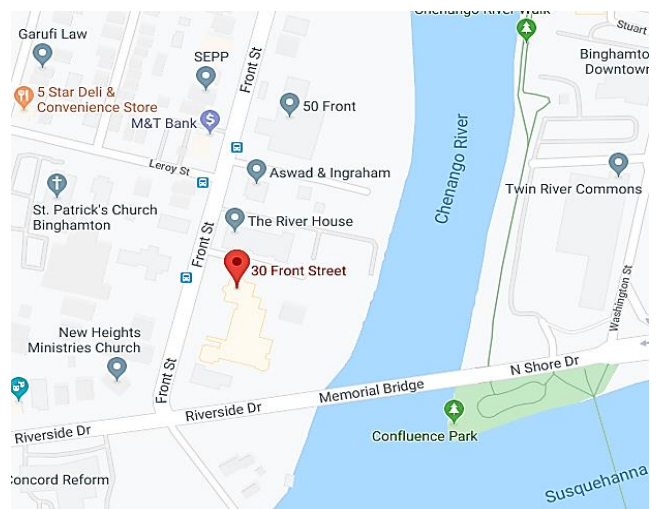 Chenango River Walk
Stuart
Garufi Law
SEPP
Front St
Binghamton
Downtown
5 Star Deli &
Convenience Store
50 Front
M&T Bank
Chenango River
Leroy St
Aswad & Ingraham
Twin River Commons
St. Patrick's Church
Binghamton
The River House
Front St
30 Front Street
Washington St
New Heights
Ministries Church
Front St
N Shore Dr
Memorial Bridge
Riverside Dr
Riverside Dr
Confluence Park
Concord Reform
Susquehanna